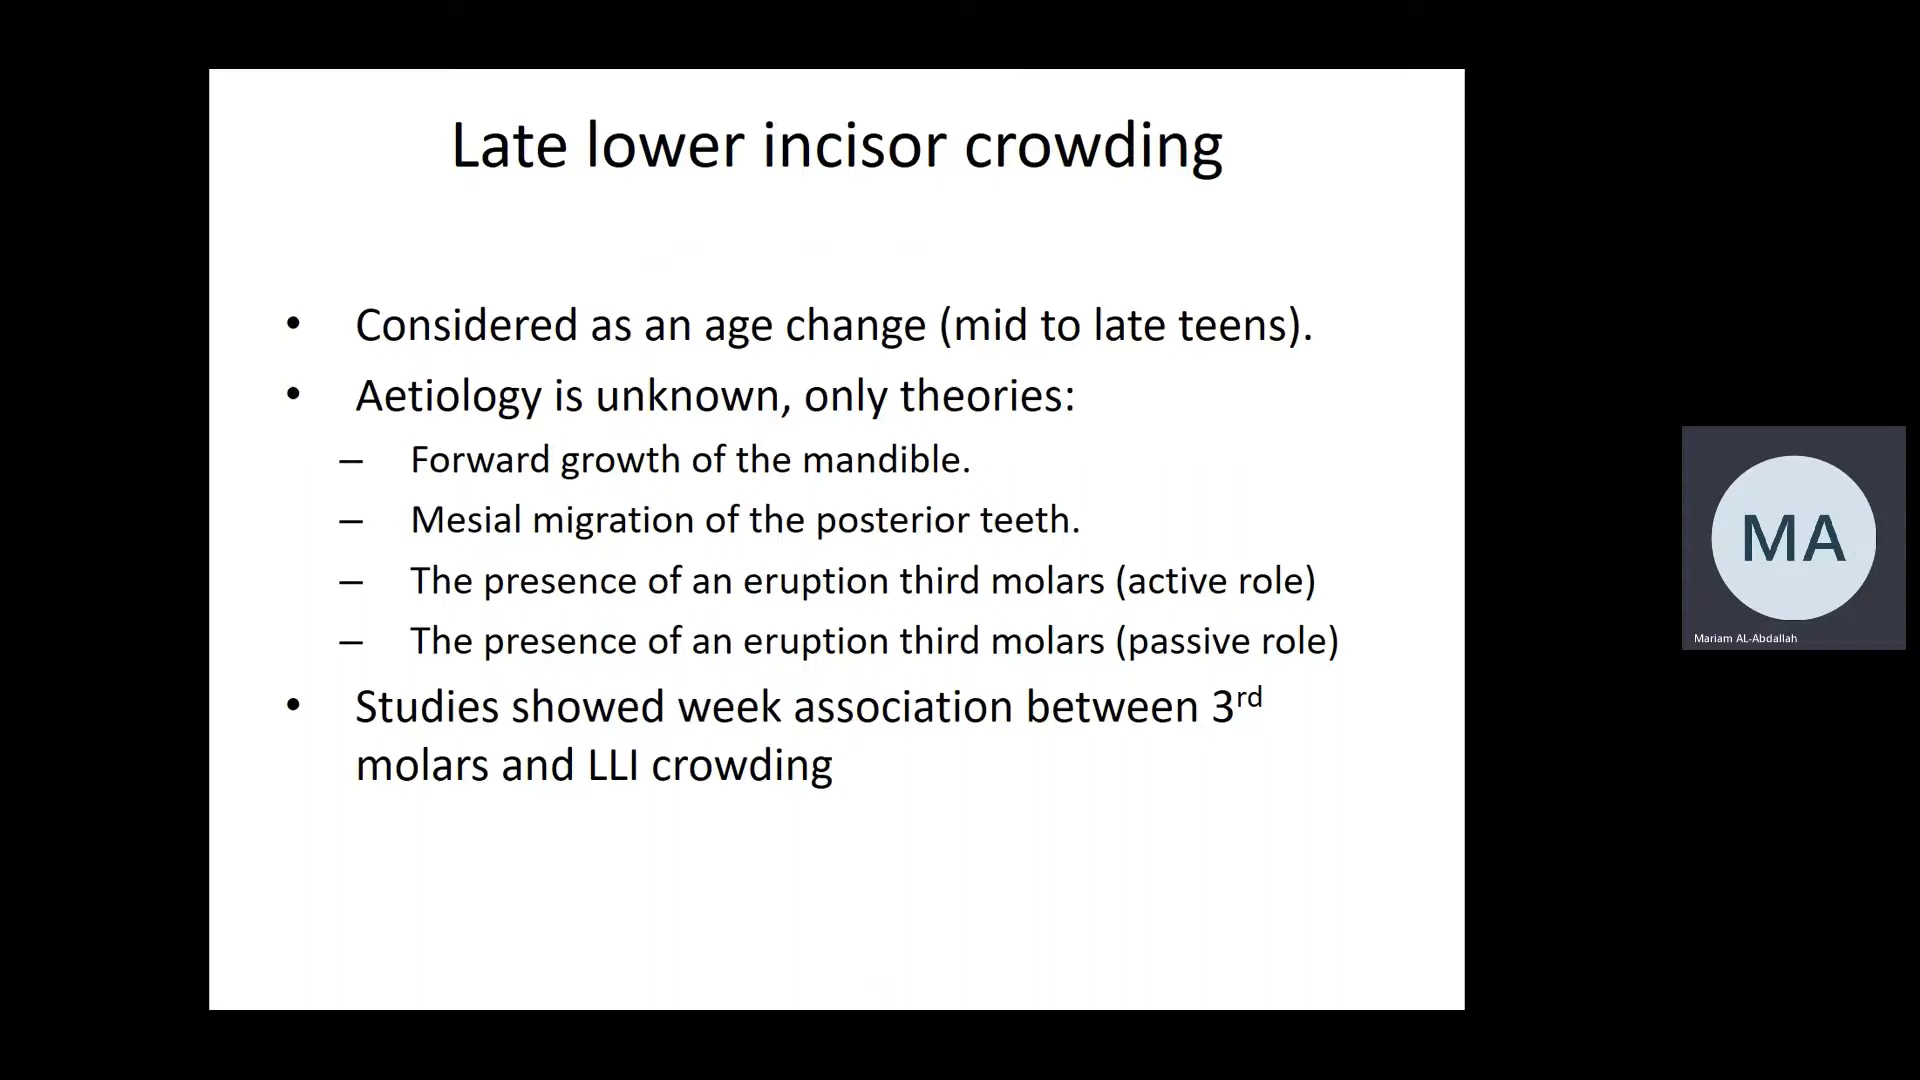 Late lower incisor crowding
• Considered as an age change (mid to late teens).
• Aetiology is unknown, only theories:
– Forward growth of the mandible.
– Mesial migration of the posterior teeth.
– The presence of an eruption third molars (active role)
– The presence of an eruption third molars (passive role)
• Studies showed week association between 3rd
molars and LLI crowding
MA
Mariam AL-Abdallah